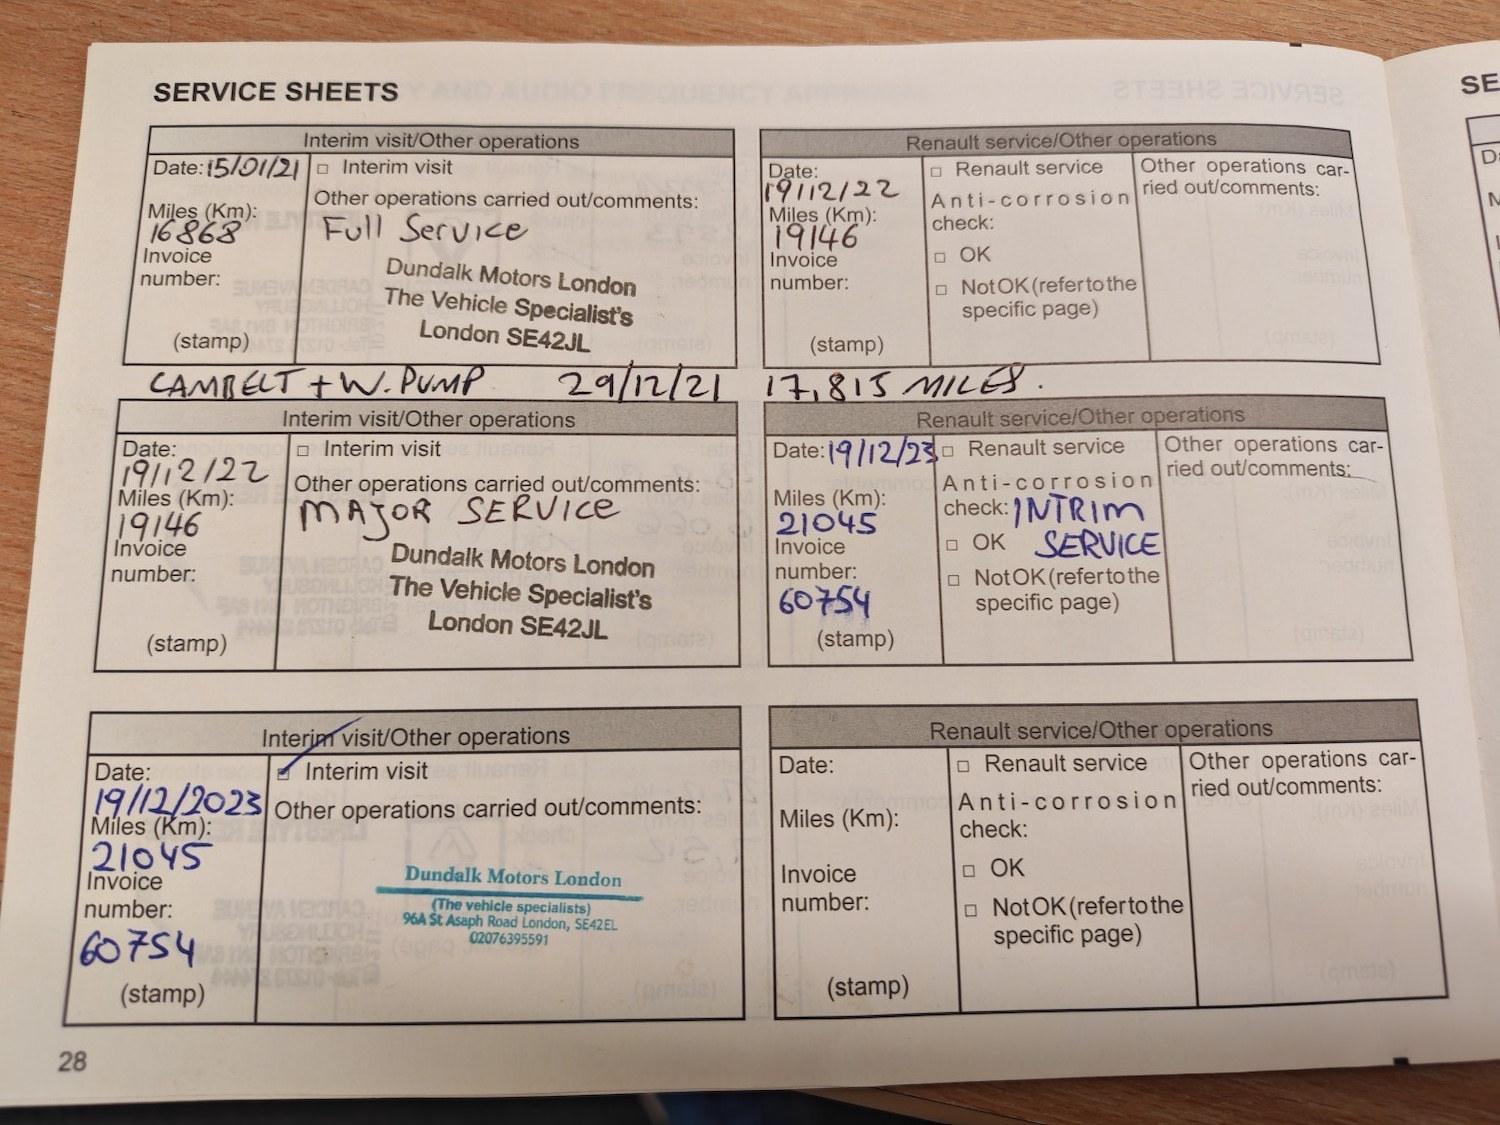 SERVICE SHEETS
Interim visit/Other operations
Date: 15/01/21
□ Interim visit
Miles (Km):
16868
Other operations carried out/comments:
Full Service
Invoice
number:
(stamp)
Dundalk Motors London
The Vehicle Specialist's
London SE42JL
Renault service/Other operations
Date:
19/12/22
Miles (Km):
19146
Invoice
number:
(stamp)
□ Renault service
Anti-corrosion
check:
□ OK
□ Not OK (refer to the
specific page)
Other operations car-
ried out/comments:
CAMBELT + W. PUMP 29/12/21 17,815 MILES.
Interim visit/Other operations
Date:
19/12/22
Miles (Km):
19146
Invoice
number:
(stamp)
□ Interim visit
Other operations carried out/comments:
MAJOR SERVICE
Dundalk Motors London
The Vehicle Specialist's
London SE42JL
Renault service/Other operations
Date: 19/12/23
Miles (Km):
21045
Invoice
number:
60754
(stamp)
□ Renault service
Anti-corrosion
check: INTRIM
□ OK SERVICE
□ Not OK (refer to the
specific page)
Other operations car-
ried out/comments:
Interim visit/Other operations
Date:
19/12/2023
Miles (Km):
21045
Invoice
number:
60754
(stamp)
Interim visit
Other operations carried out/comments:
Dundalk Motors London
(The vehicle specialists)
96A St Asaph Road London, SE42EL
02076395591
Renault service/Other operations
Date:
Miles (Km):
Invoice
number:
(stamp)
□ Renault service
Anti-corrosion
check:
□ OK
□ Not OK (refer to the
specific page)
Other operations car-
ried out/comments:
28